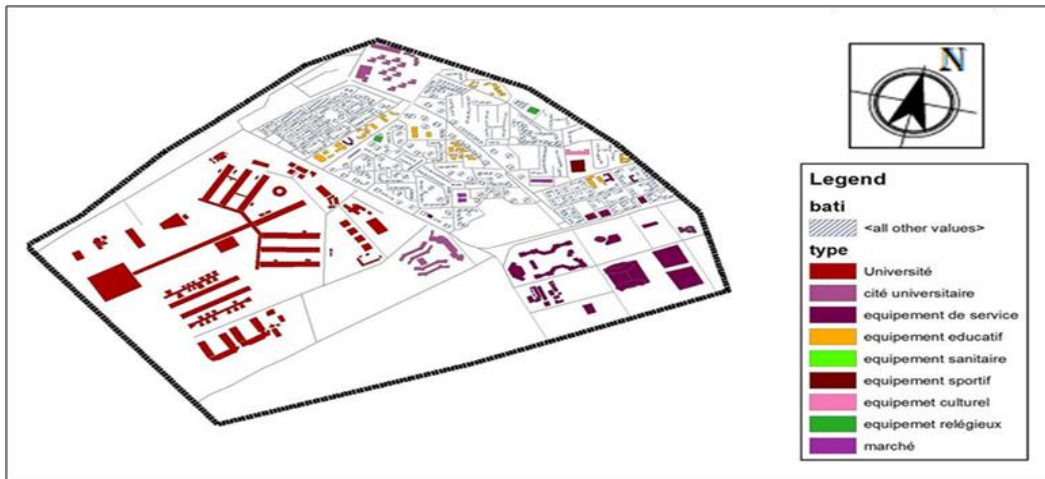 N
Legend
bati
<all other values>
type
Université
cité universitaire
equipement de service
equipement educatif
equipement sanitaire
equipement sportif
equipemet culturel
equipemet relégieux
marché